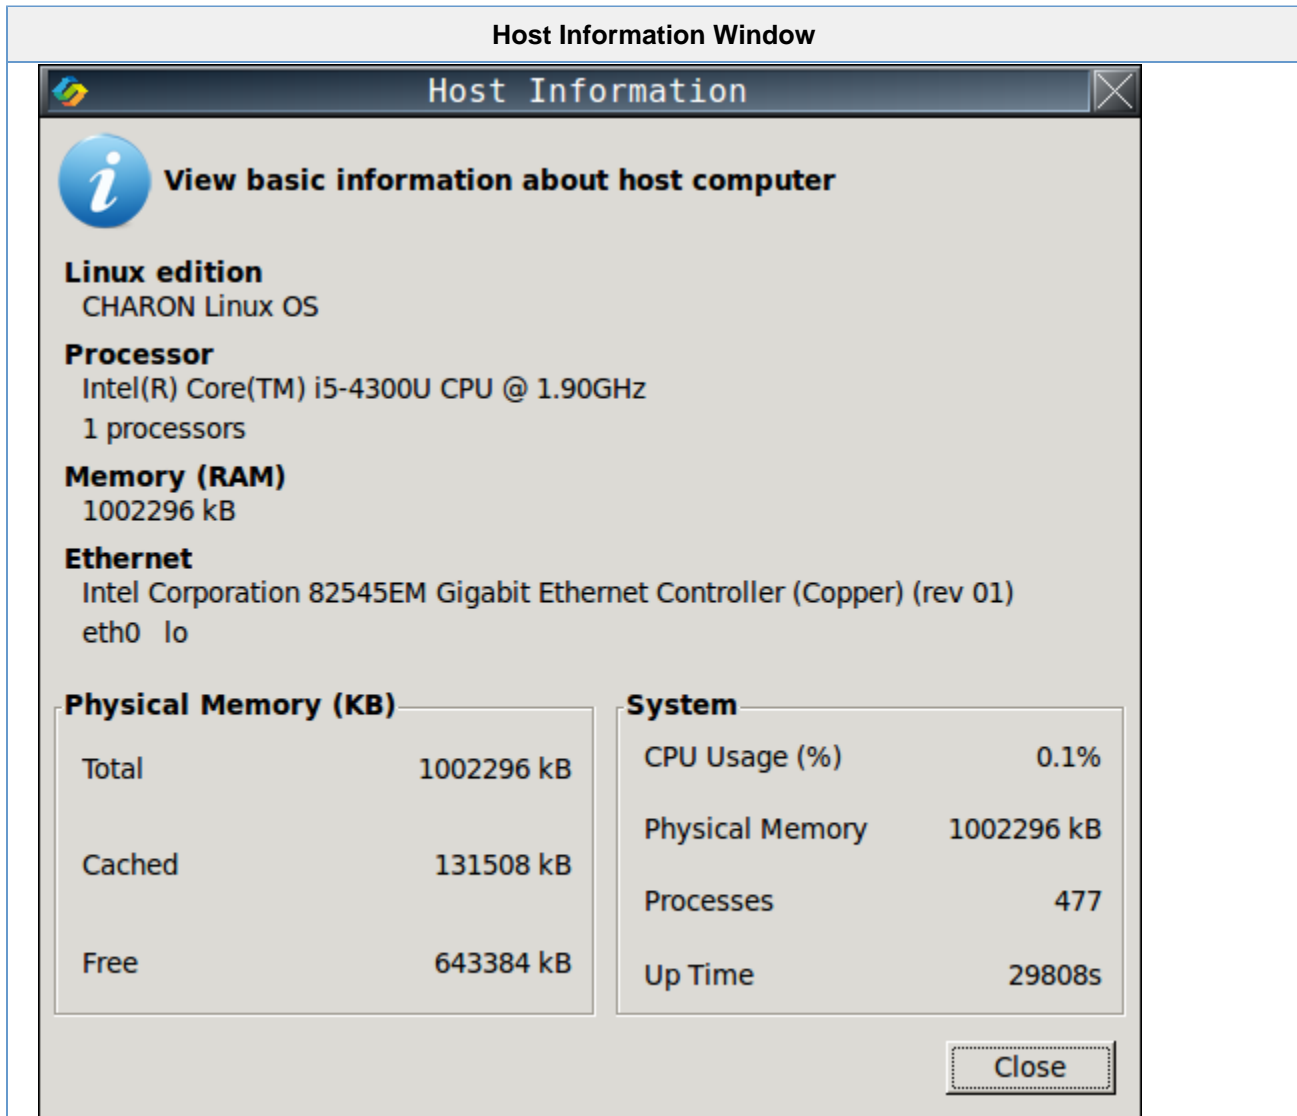 Host Information Window
Host Information
View basic information about host computer
Linux edition
CHARON Linux OS
Processor
Intel(R) Core(TM) i5-4300U CPU @ 1.90GHz
1 processors
Memory (RAM)
1002296 kB
Ethernet
Intel Corporation 82545EM Gigabit Ethernet Controller (Copper) (rev 01)
eth0 lo
Physical Memory (KB)
Total 1002296 kB
Cached 131508 kB
Free 643384 kB
System
CPU Usage (%) 0.1%
Physical Memory 1002296 kB
Processes 477
Up Time 29808s
Close